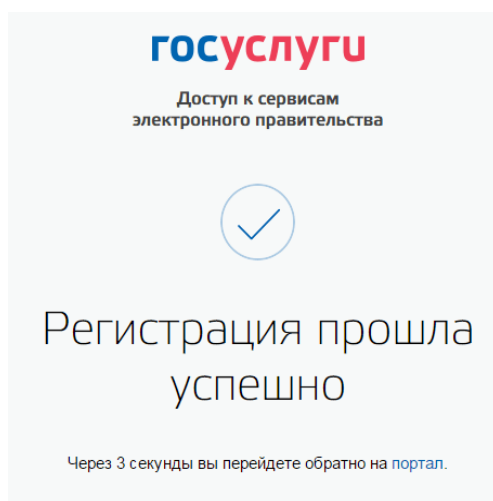 госуслуги
Доступ к сервисам
электронного правительства
Регистрация прошла
успешно
Через 3 секунды вы перейдете обратно на портал.